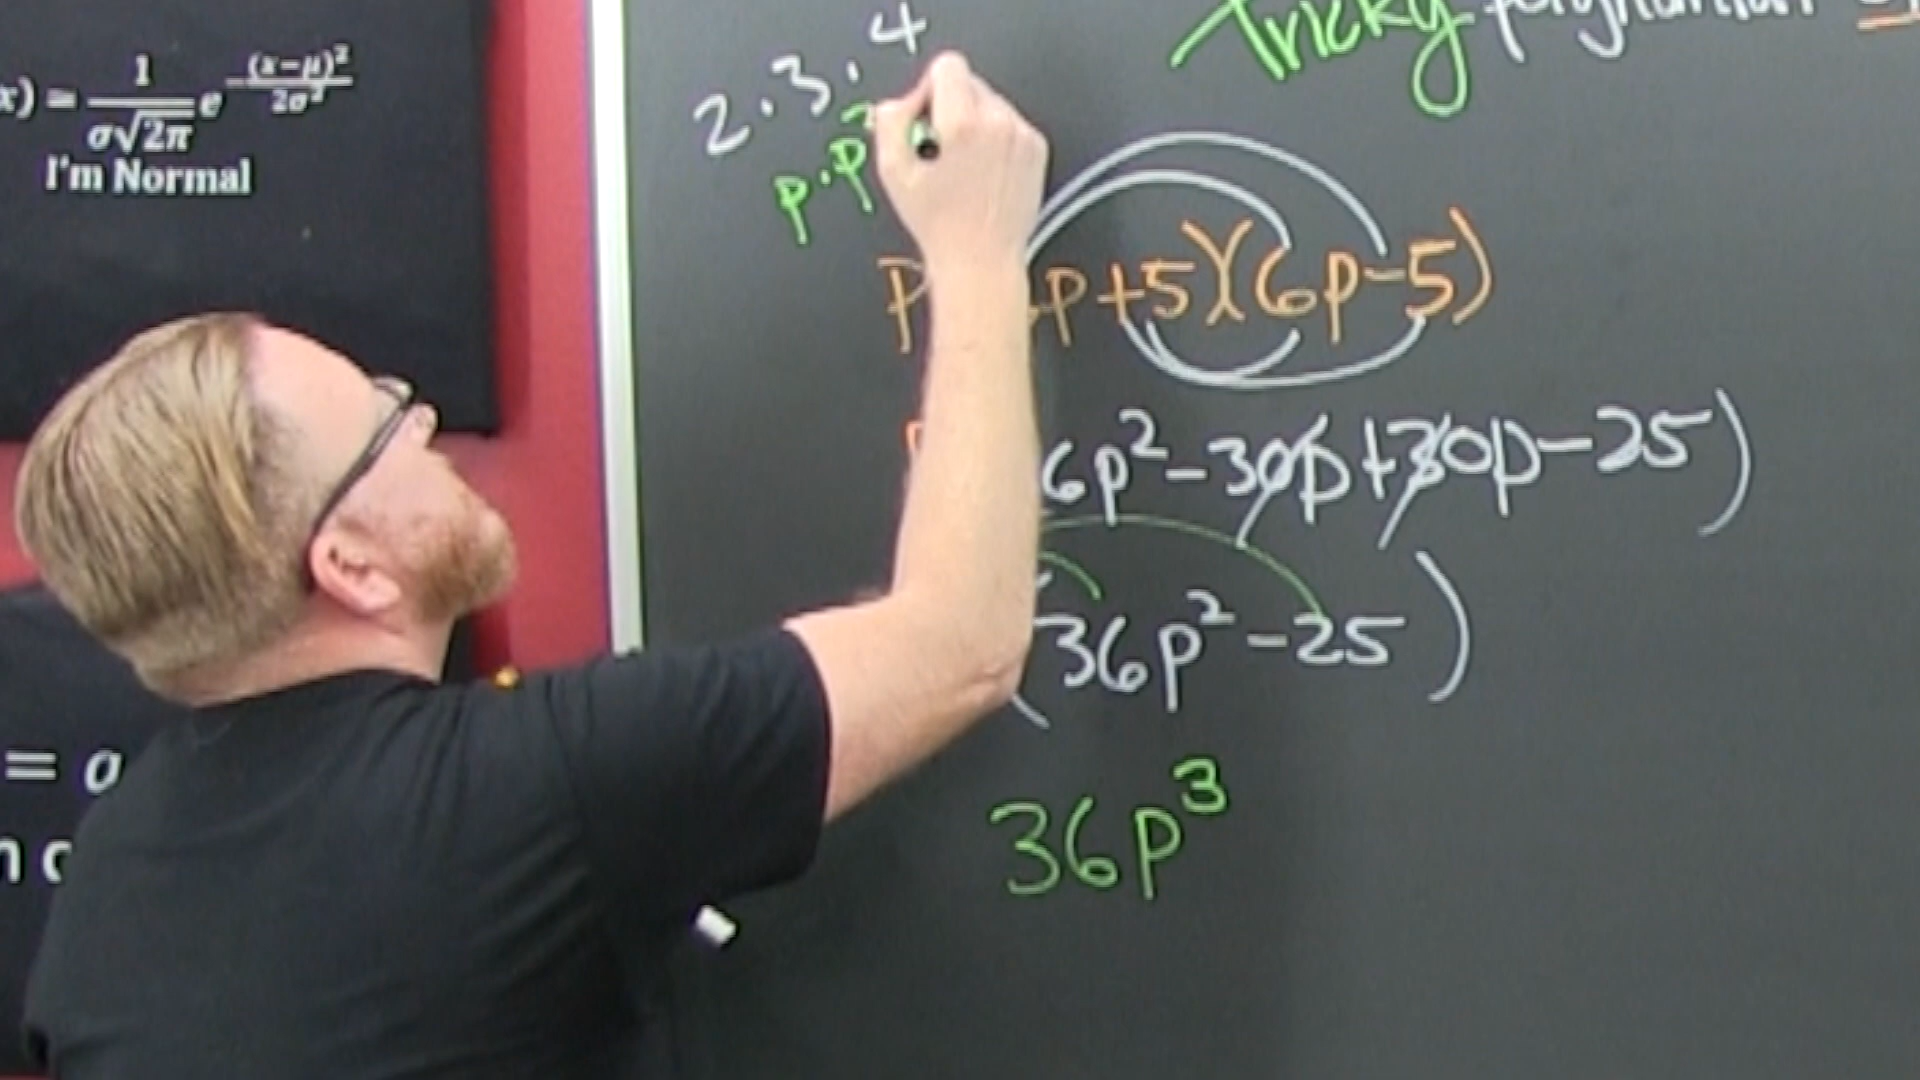 x) = 1/(σ√2π) e^-(x-μ)²/2σ²
I'm Normal
= σ
n
Tricky
2·3·4
p·p²
p p+5)(6p-5)
6p²-30p+30p-25)
(36p²-25)
36p³